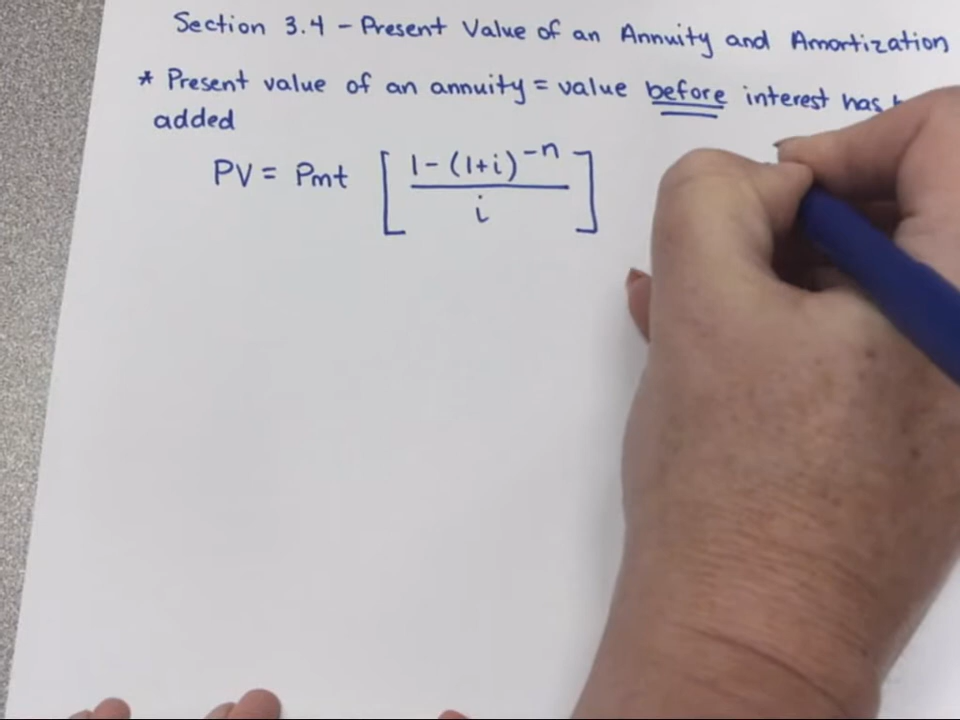 Section 3.4 - Present Value of an Annuity and Amortization
* Present value of an annuity = value before interest has
added
PV = Pmt [ (1-(1+i)^-n) / i ]